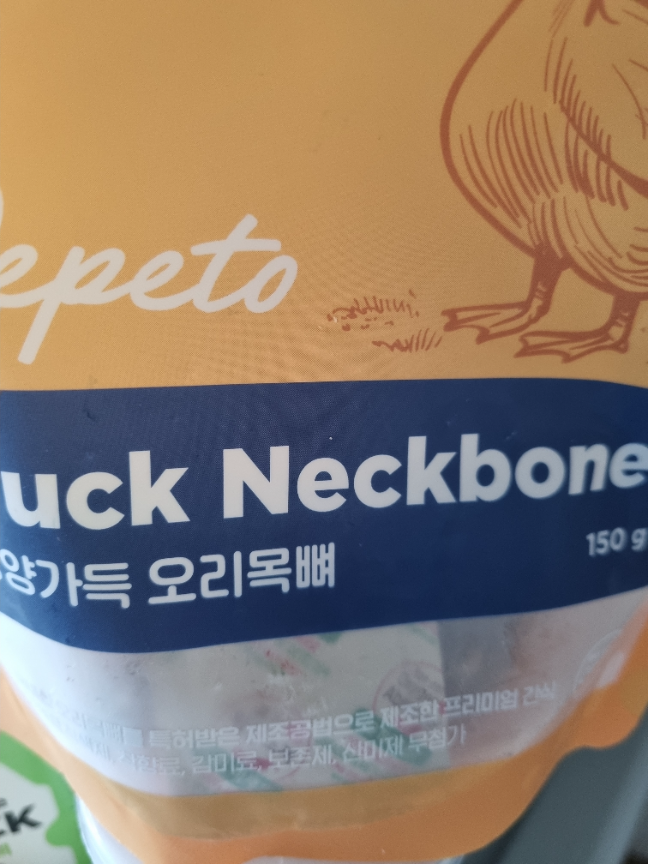 epeto
uck Neckbone
양가득 오리목뼈
150 g
특허받은 제조공법으로 제조한 프리미엄 간식
감미료, 보존제, 산미제 무첨가